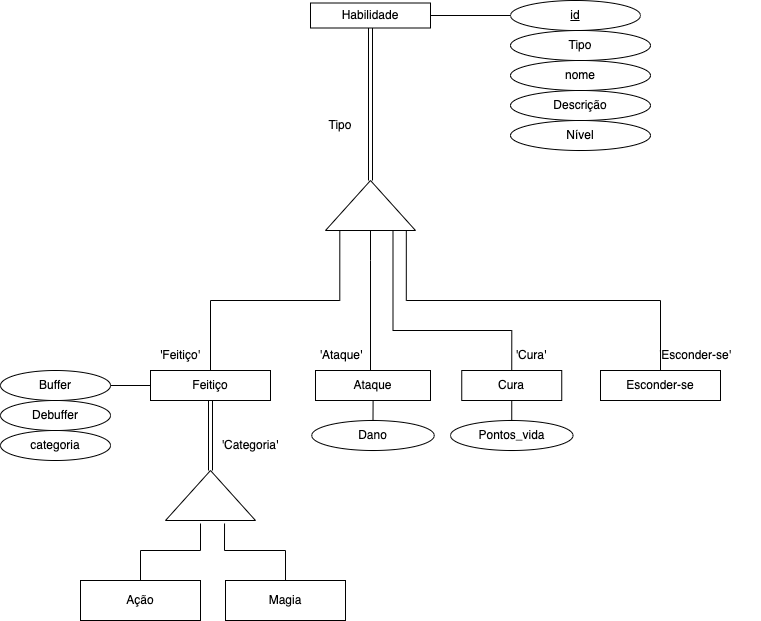 Habilidade
id
Tipo
nome
Descrição
Nível
Tipo
'Feitiço'
'Ataque'
'Cura'
Esconder-se'
Buffer
Feitiço
Ataque
Cura
Esconder-se
Debuffer
categoria
'Categoria'
Dano
Pontos_vida
Ação
Magia